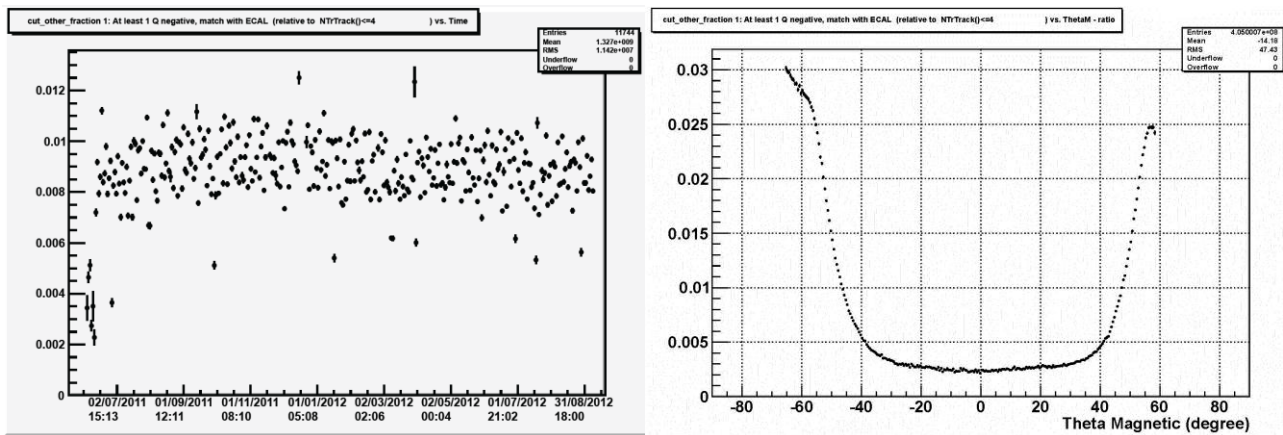 cut_other_fraction 1: At least 1 Q negative, match with ECAL (relative to NTrTrack()<=4 ) vs. Time
Entries 11744
Mean 1.327e+009
RMS 1.142e+007
Underflow 0
Overflow 0
0.012
0.01
0.008
0.006
0.004
0.002
0
02/07/2011 01/09/2011 01/11/2011 01/01/2012 02/03/2012 02/05/2012 01/07/2012 31/08/2012
15:13 12:11 08:10 05:08 02:06 00:04 21:02 18:00
cut_other_fraction 1: At least 1 Q negative, match with ECAL (relative to NTrTrack()<=4 ) vs. ThetaM - ratio
Entries 4.050007e+08
Mean -14.18
RMS 47.43
Underflow 0
Overflow 0
0.03
0.025
0.02
0.015
0.01
0.005
0
-80 -60 -40 -20 0 20 40 60 80
Theta Magnetic (degree)